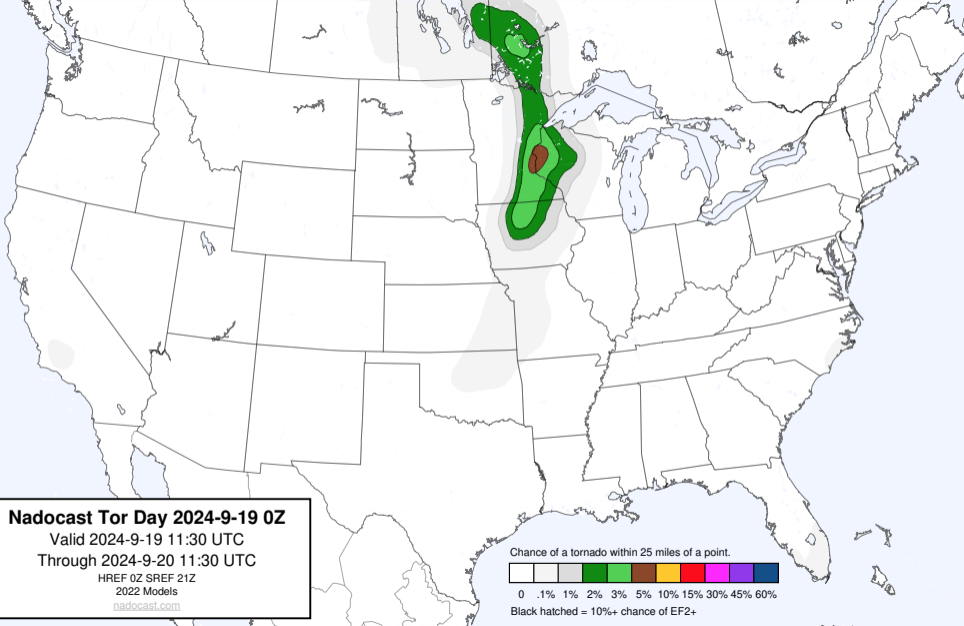 Nadocast Tor Day 2024-9-19 0Z
Valid 2024-9-19 11:30 UTC
Through 2024-9-20 11:30 UTC
HREF 0Z SREF 21Z
2022 Models
nadocast.com
Chance of a tornado within 25 miles of a point.
0 .1% 1% 2% 3% 5% 10% 15% 30% 45% 60%
Black hatched = 10%+ chance of EF2+